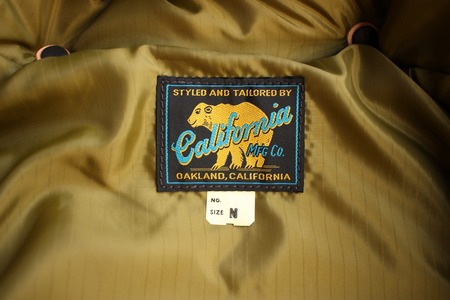 STYLED AND TAILORED BY
California
MFG Co.
OAKLAND, CALIFORNIA
NO.
SIZE N